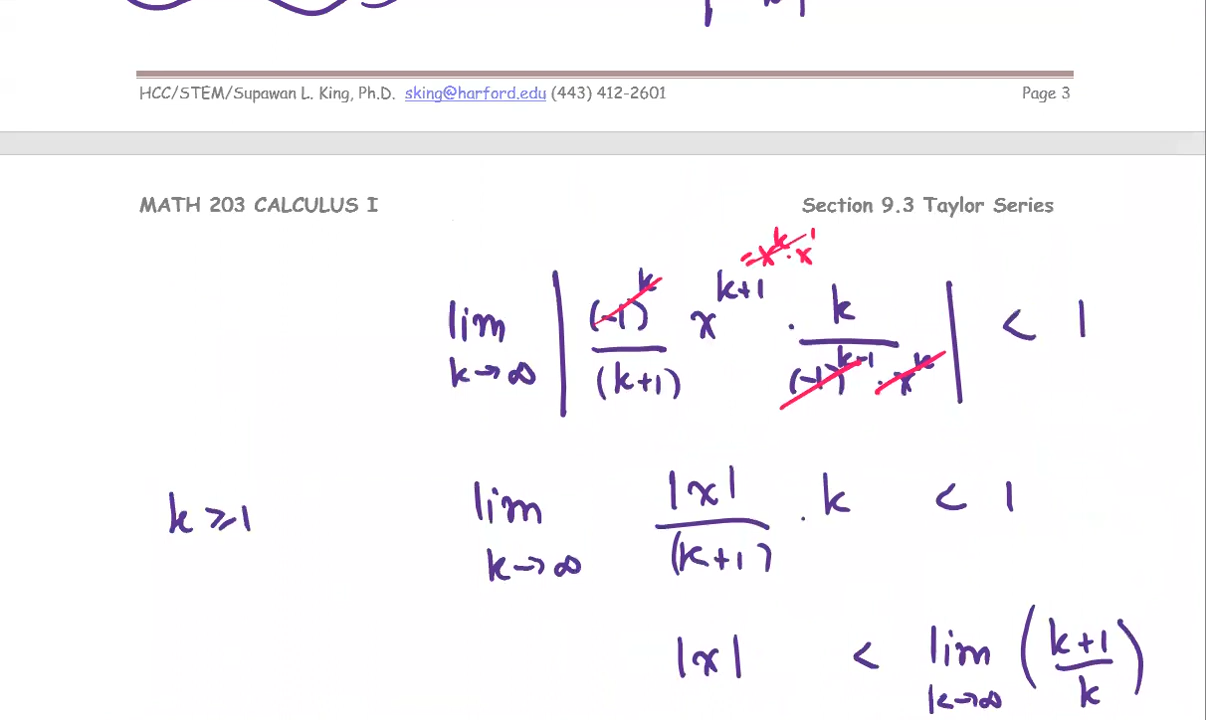 HCC/STEM/Supawan L. King, Ph.D. sking@harford.edu (443) 412-2601 Page 3
MATH 203 CALCULUS I Section 9.3 Taylor Series
= x^k · x^1
lim k→∞ | (-1)^k / (k+1) x^(k+1) · k / ((-1)^(k-1) · x^k) | < 1
k ≥ 1 lim k→∞ |x| / (k+1) · k < 1
|x| < lim k→∞ ( (k+1) / k )